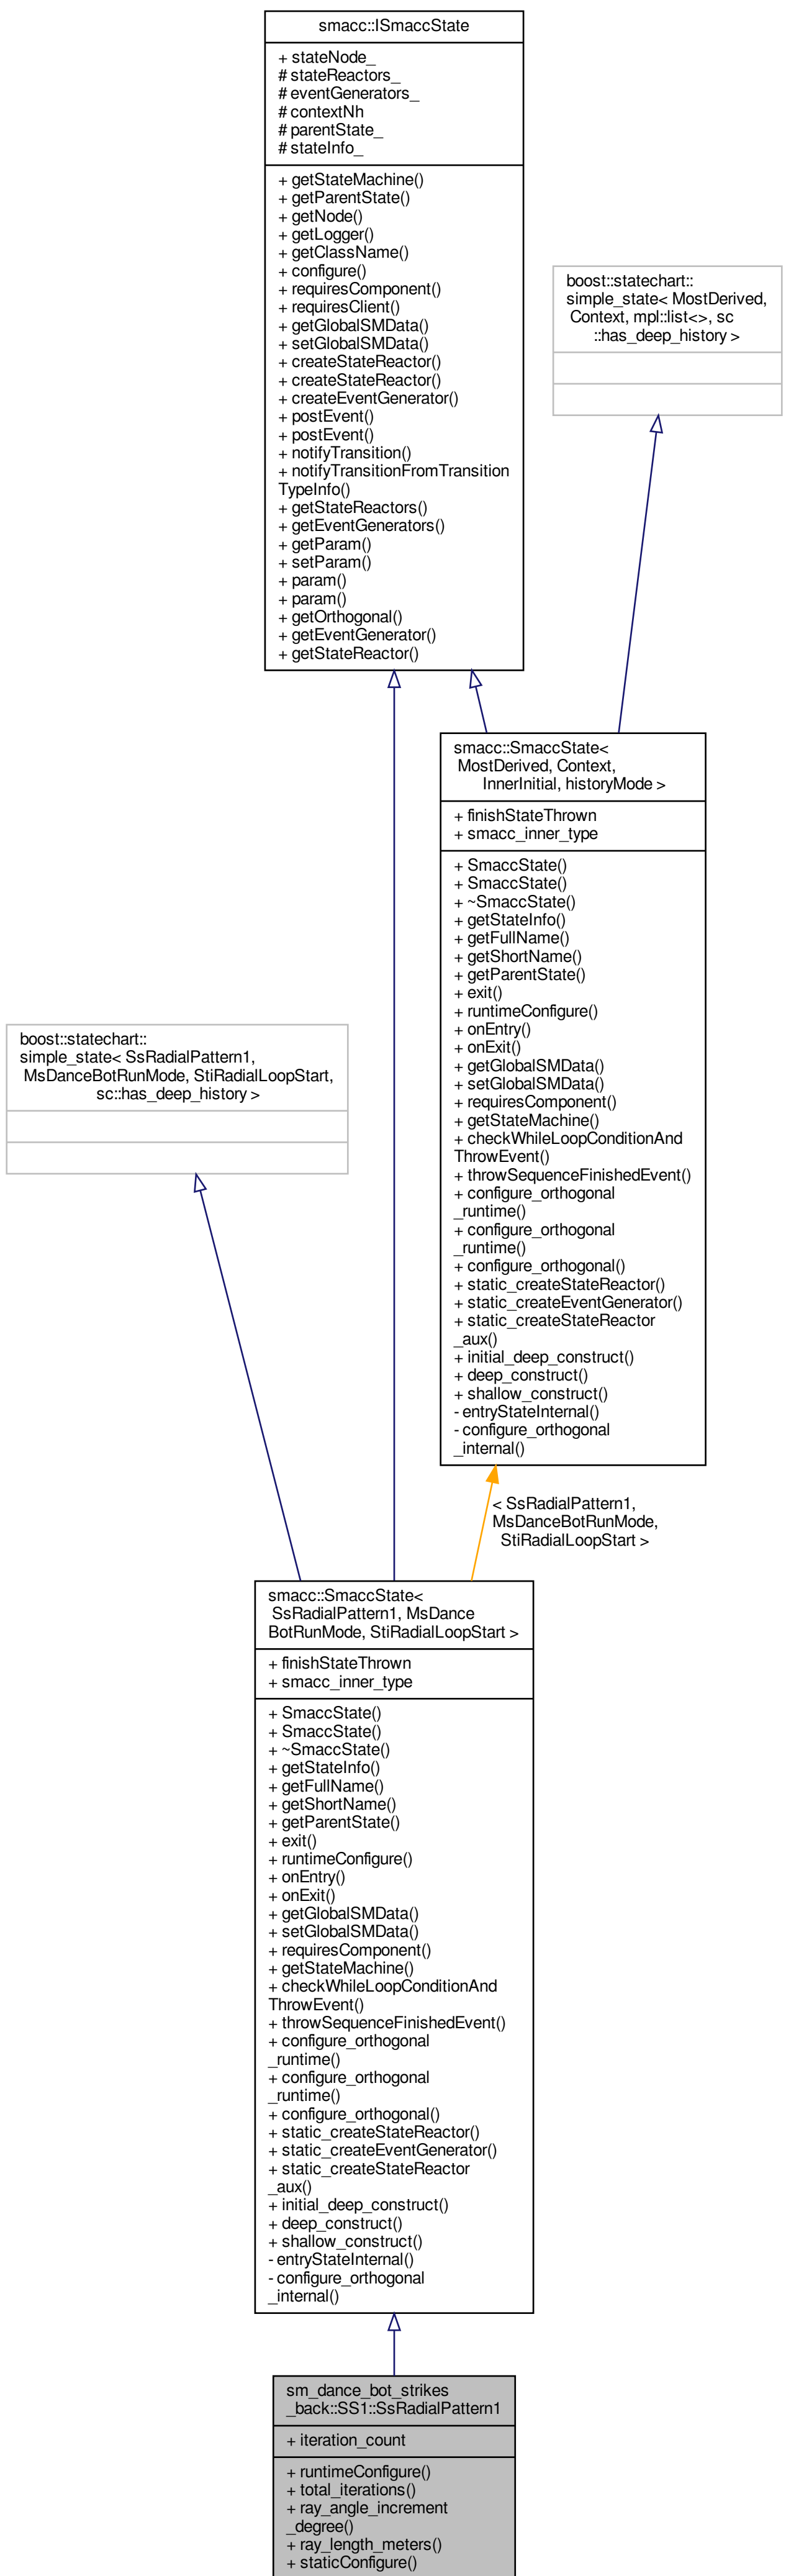 smacc::ISmaccState
+ stateNode_
# stateReactors_
# eventGenerators_
# contextNh
# parentState_
# stateInfo_
+ getStateMachine()
+ getParentState()
+ getNode()
+ getLogger()
+ getClassName()
+ configure()
+ requiresComponent()
+ requiresClient()
+ getGlobalSMData()
+ setGlobalSMData()
+ createStateReactor()
+ createStateReactor()
+ createEventGenerator()
+ postEvent()
+ postEvent()
+ notifyTransition()
+ notifyTransitionFromTransition
TypeInfo()
+ getStateReactors()
+ getEventGenerators()
+ getParam()
+ setParam()
+ param()
+ param()
+ getOrthogonal()
+ getEventGenerator()
+ getStateReactor()
boost::statechart::
simple_state< MostDerived,
Context, mpl::list<>, sc
::has_deep_history >
smacc::SmaccState<
MostDerived, Context,
InnerInitial, historyMode >
+ finishStateThrown
+ smacc_inner_type
+ SmaccState()
+ SmaccState()
+ ~SmaccState()
+ getStateInfo()
+ getFullName()
+ getShortName()
+ getParentState()
+ exit()
+ runtimeConfigure()
+ onEntry()
+ onExit()
+ getGlobalSMData()
+ setGlobalSMData()
+ requiresComponent()
+ getStateMachine()
+ checkWhileLoopConditionAnd
ThrowEvent()
+ throwSequenceFinishedEvent()
+ configure_orthogonal
_runtime()
+ configure_orthogonal
_runtime()
+ configure_orthogonal()
+ static_createStateReactor()
+ static_createEventGenerator()
+ static_createStateReactor
_aux()
+ initial_deep_construct()
+ deep_construct()
+ shallow_construct()
- entryStateInternal()
- configure_orthogonal
_internal()
boost::statechart::
simple_state< SsRadialPattern1,
MsDanceBotRunMode, StiRadialLoopStart,
sc::has_deep_history >
< SsRadialPattern1,
MsDanceBotRunMode,
StiRadialLoopStart >
smacc::SmaccState<
SsRadialPattern1, MsDance
BotRunMode, StiRadialLoopStart >
+ finishStateThrown
+ smacc_inner_type
+ SmaccState()
+ SmaccState()
+ ~SmaccState()
+ getStateInfo()
+ getFullName()
+ getShortName()
+ getParentState()
+ exit()
+ runtimeConfigure()
+ onEntry()
+ onExit()
+ getGlobalSMData()
+ setGlobalSMData()
+ requiresComponent()
+ getStateMachine()
+ checkWhileLoopConditionAnd
ThrowEvent()
+ throwSequenceFinishedEvent()
+ configure_orthogonal
_runtime()
+ configure_orthogonal
_runtime()
+ configure_orthogonal()
+ static_createStateReactor()
+ static_createEventGenerator()
+ static_createStateReactor
_aux()
+ initial_deep_construct()
+ deep_construct()
+ shallow_construct()
- entryStateInternal()
- configure_orthogonal
_internal()
sm_dance_bot_strikes
_back::SS1::SsRadialPattern1
+ iteration_count
+ runtimeConfigure()
+ total_iterations()
+ ray_angle_increment
_degree()
+ ray_length_meters()
+ staticConfigure()